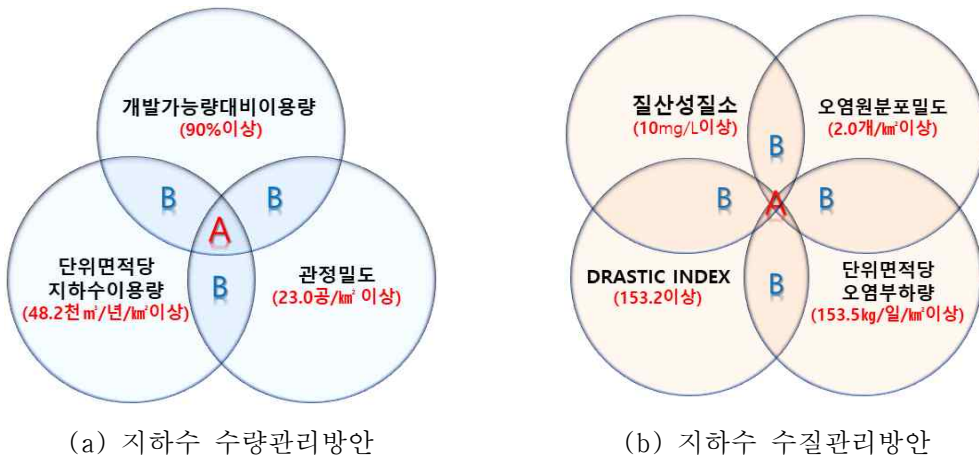 개발가능량대비이용량
(90%이상)
B
B
A
단위면적당
지하수이용량
(48.2천㎥/년/㎢이상)
B
관정밀도
(23.0공/㎢ 이상)
(a) 지하수 수량관리방안
질산성질소
(10mg/L이상)
오염원분포밀도
(2.0개/㎢이상)
B
B
A
B
DRASTIC INDEX
(153.2이상)
B
단위면적당
오염부하량
(153.5kg/일/㎢이상)
(b) 지하수 수질관리방안